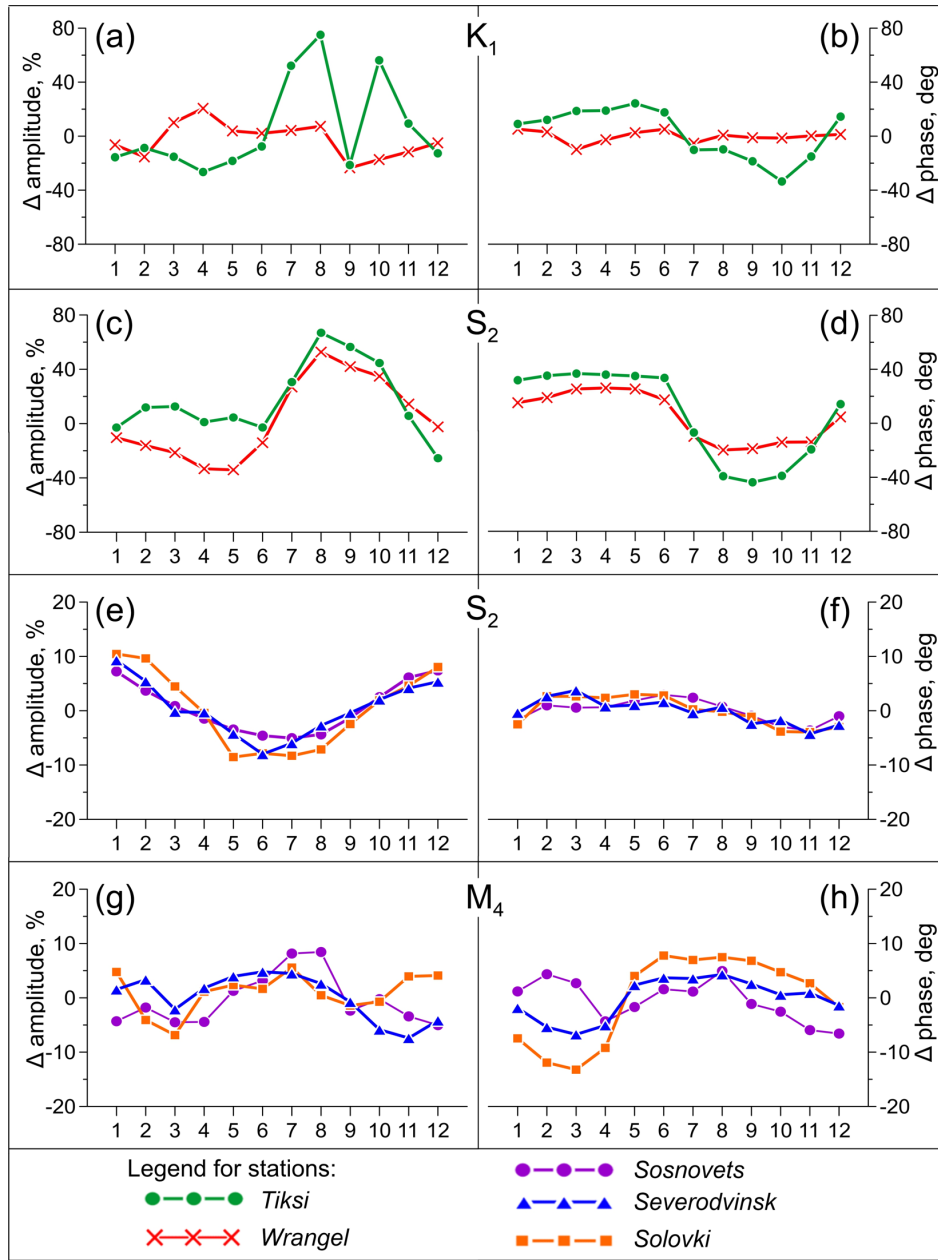 (a) K1 (b)
Δ amplitude, %
80
40
0
-40
-80
1 2 3 4 5 6 7 8 9 10 11 12
Δ phase, deg
80
40
0
-40
-80
1 2 3 4 5 6 7 8 9 10 11 12
(c) S2 (d)
Δ amplitude, %
80
40
0
-40
-80
1 2 3 4 5 6 7 8 9 10 11 12
Δ phase, deg
80
40
0
-40
-80
1 2 3 4 5 6 7 8 9 10 11 12
(e) S2 (f)
Δ amplitude, %
20
10
0
-10
-20
1 2 3 4 5 6 7 8 9 10 11 12
Δ phase, deg
20
10
0
-10
-20
1 2 3 4 5 6 7 8 9 10 11 12
(g) M4 (h)
Δ amplitude, %
20
10
0
-10
-20
1 2 3 4 5 6 7 8 9 10 11 12
Δ phase, deg
20
10
0
-10
-20
1 2 3 4 5 6 7 8 9 10 11 12
Legend for stations:
Tiksi
Wrangel
Sosnovets
Severodvinsk
Solovki